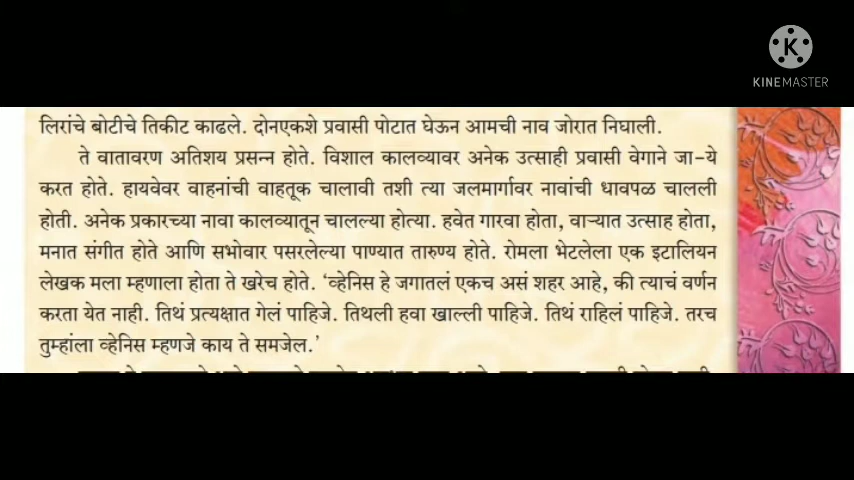 KINEMASTER
लिरांचे बोटीचे तिकीट काढले. दोनएकशे प्रवासी पोटात घेऊन आमची नाव जोरात निघाली.
ते वातावरण अतिशय प्रसन्न होते. विशाल कालव्यावर अनेक उत्साही प्रवासी वेगाने जा-ये
करत होते. हायवेवर वाहनांची वाहतूक चालावी तशी त्या जलमार्गावर नावांची धावपळ चालली
होती. अनेक प्रकारच्या नावा कालव्यातून चालल्या होत्या. हवेत गारवा होता, वाऱ्यात उत्साह होता,
मनात संगीत होते आणि सभोवार पसरलेल्या पाण्यात तारुण्य होते. रोमला भेटलेला एक इटालियन
लेखक मला म्हणाला होता ते खरेच होते. ‘व्हेनिस हे जगातलं एकच असं शहर आहे, की त्याचं वर्णन
करता येत नाही. तिथं प्रत्यक्षात गेलं पाहिजे. तिथली हवा खाल्ली पाहिजे. तिथं राहिलं पाहिजे. तरच
तुम्हांला व्हेनिस म्हणजे काय ते समजेल.’